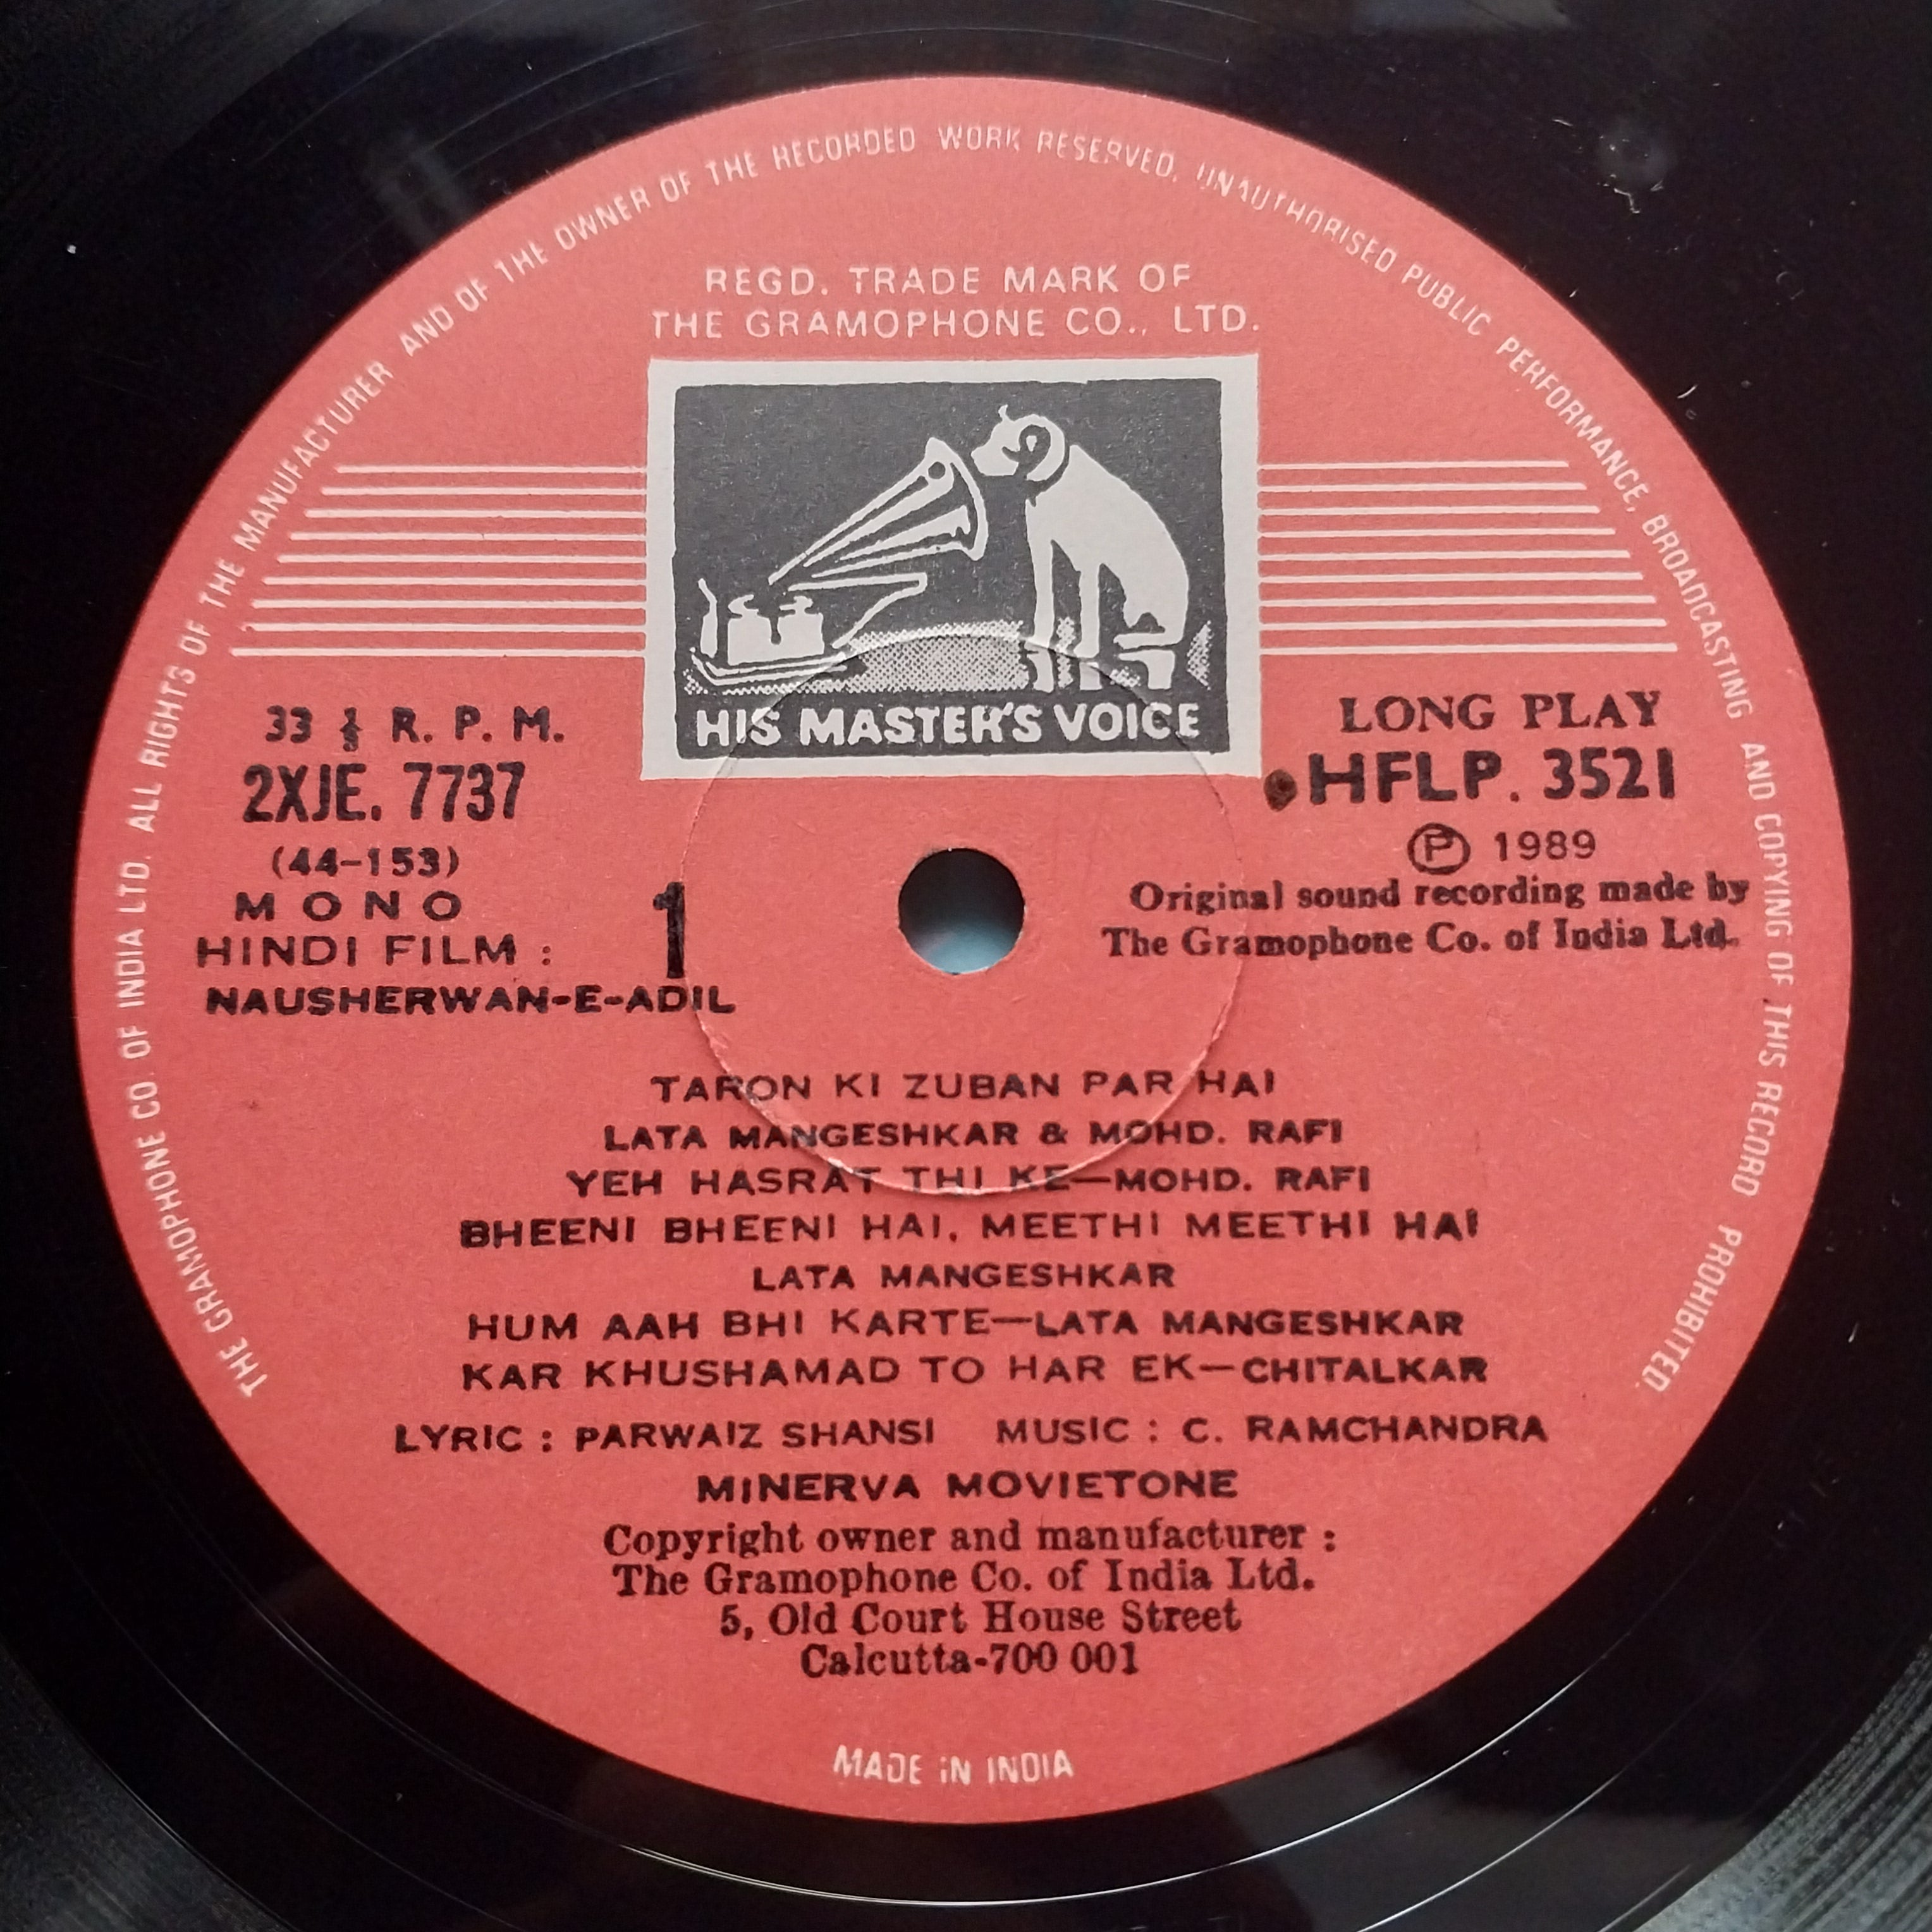 THE GRAMOPHONE CO. OF INDIA LTD. ALL RIGHTS OF THE MANUFACTURER AND OF THE OWNER OF THE RECORDED WORK RESERVED. UNAUTHORISED PUBLIC PERFORMANCE, BROADCASTING AND COPYING OF THIS RECORD PROHIBITED.
REGD. TRADE MARK OF
THE GRAMOPHONE CO., LTD.
HIS MASTER'S VOICE
33 ⅓ R. P. M.
2XJE. 7737
(44-153)
MONO
HINDI FILM :
NAUSHERWAN-E-ADIL
1
LONG PLAY
HFLP. 3521
Ⓟ 1989
Original sound recording made by
The Gramophone Co. of India Ltd.
TARON KI ZUBAN PAR HAI
LATA MANGESHKAR & MOHD. RAFI
YEH HASRAT THI KE—MOHD. RAFI
BHEENI BHEENI HAI, MEETHI MEETHI HAI
LATA MANGESHKAR
HUM AAH BHI KARTE—LATA MANGESHKAR
KAR KHUSHAMAD TO HAR EK—CHITALKAR
LYRIC : PARWAIZ SHANSI MUSIC : C. RAMCHANDRA
MINERVA MOVIETONE
Copyright owner and manufacturer :
The Gramophone Co. of India Ltd.
5, Old Court House Street
Calcutta-700 001
MADE IN INDIA